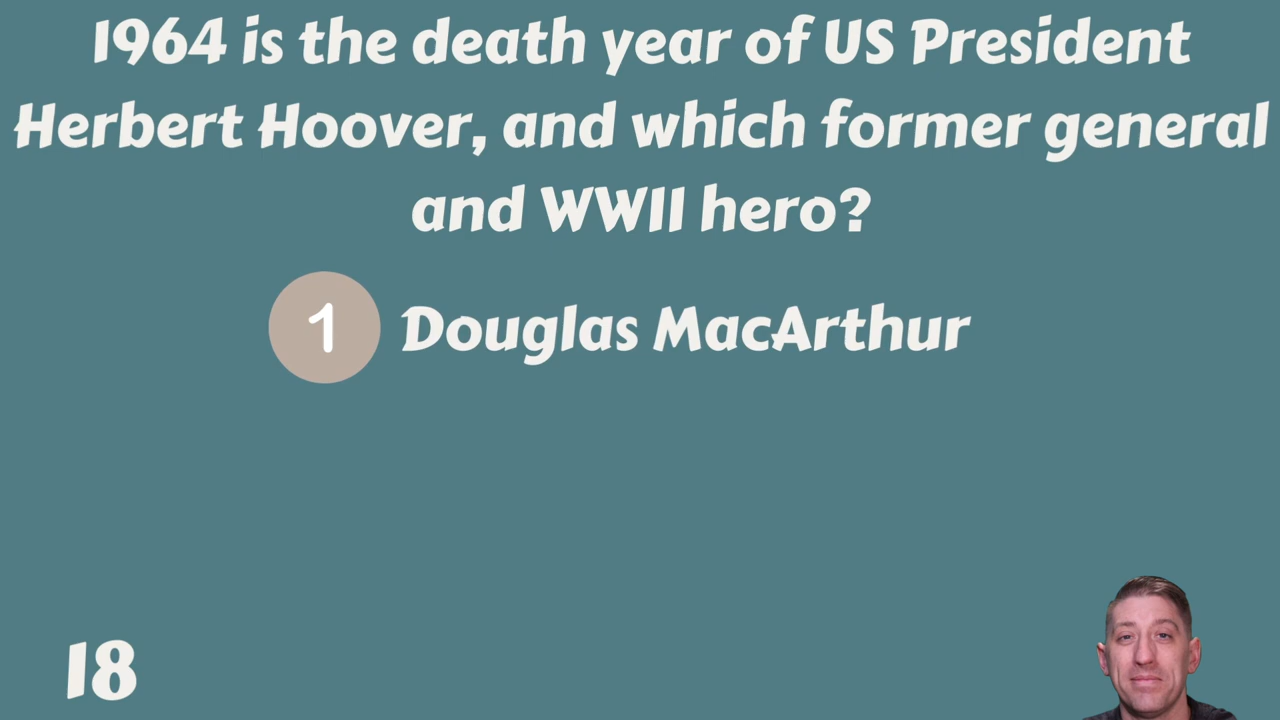 1964 is the death year of US President
Herbert Hoover, and which former general
and WWII hero?
1 Douglas MacArthur
18